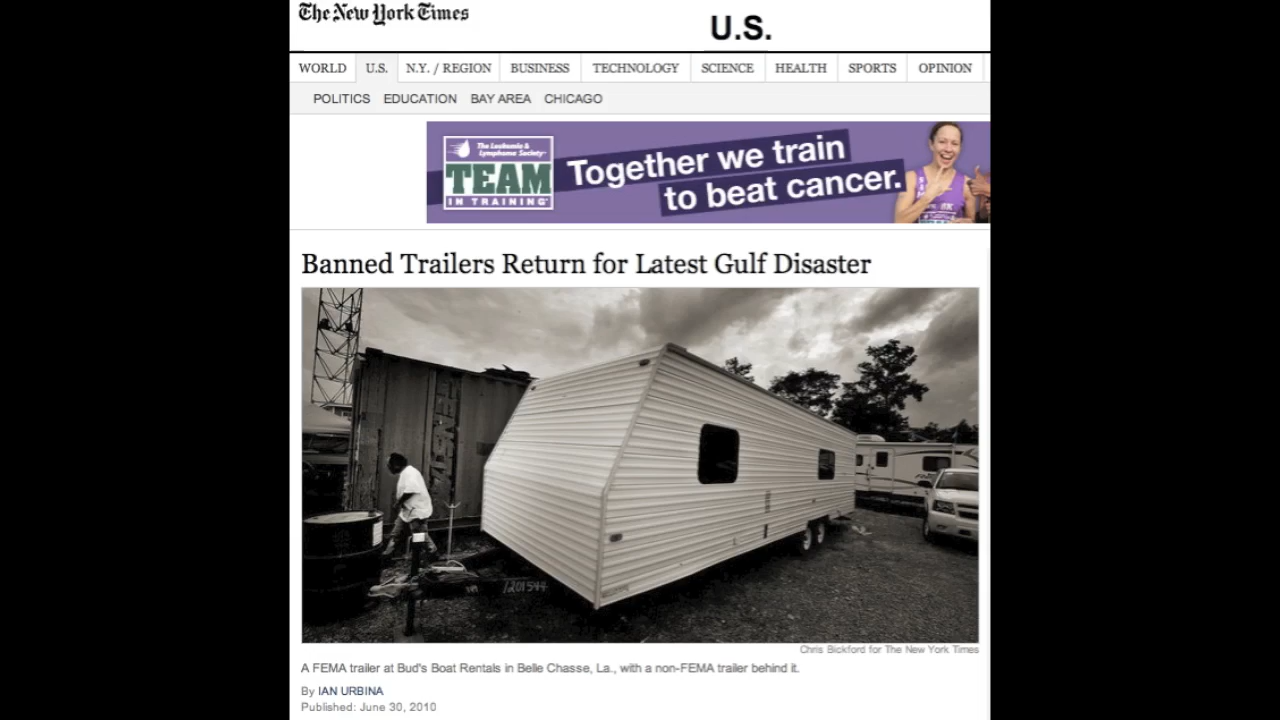 The New York Times
U.S.
WORLD U.S. N.Y. / REGION BUSINESS TECHNOLOGY SCIENCE HEALTH SPORTS OPINION
POLITICS EDUCATION BAY AREA CHICAGO
The Leukemia &
Lymphoma Society
TEAM
IN TRAINING
Together we train
to beat cancer.
Banned Trailers Return for Latest Gulf Disaster
1201544
Chris Bickford for The New York Times
A FEMA trailer at Bud's Boat Rentals in Belle Chasse, La., with a non-FEMA trailer behind it.
By IAN URBINA
Published: June 30, 2010